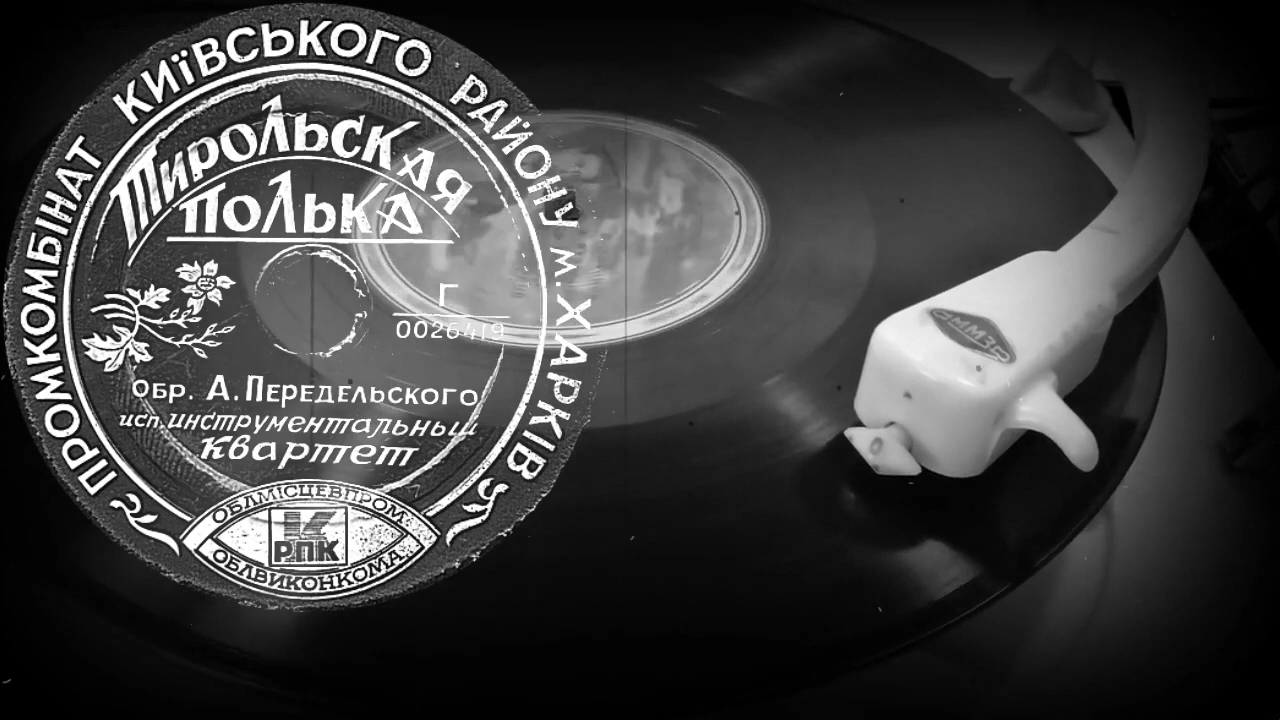 ПРОМКОМБІНАТ КИЇВСЬКОГО РАЙОНУ м. ХАРКІВ
Тирольская
полька
Г
0026419
Обр. А. Передельского
исп. инструментальный
квартет
ОБЛМІСЦЕВПРОМ
К
РПК
ОБЛВИКОНКОМА